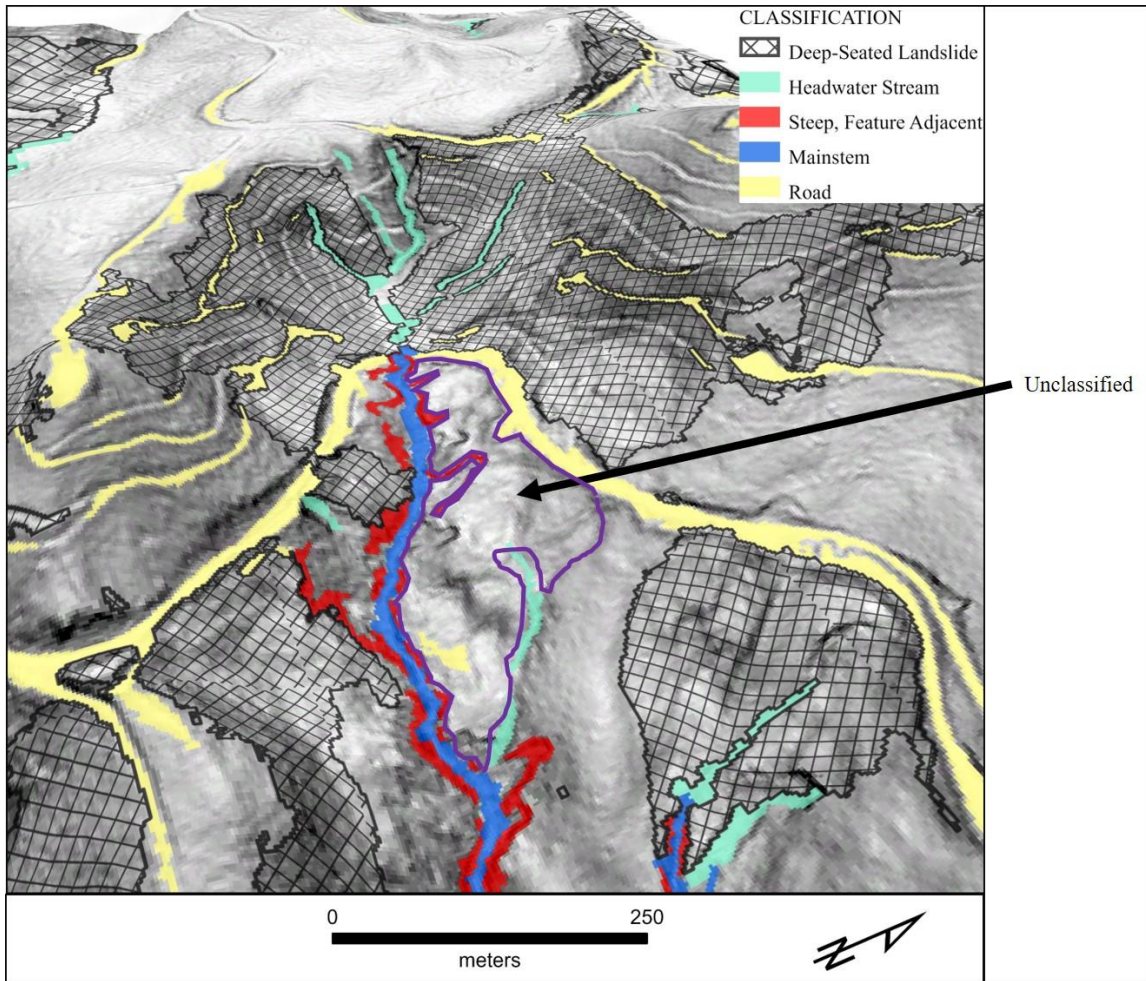 CLASSIFICATION
Deep-Seated Landslide
Headwater Stream
Steep, Feature Adjacent
Mainstem
Road
Unclassified
0 250
meters
N